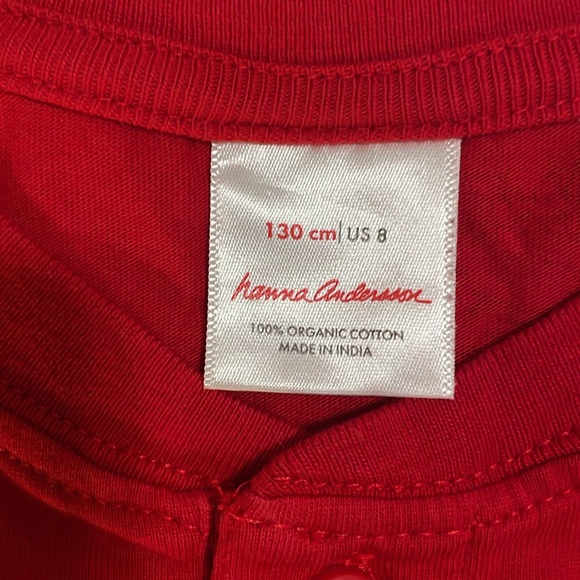 130 cm| US 8
hanna Andersson
100% ORGANIC COTTON
MADE IN INDIA